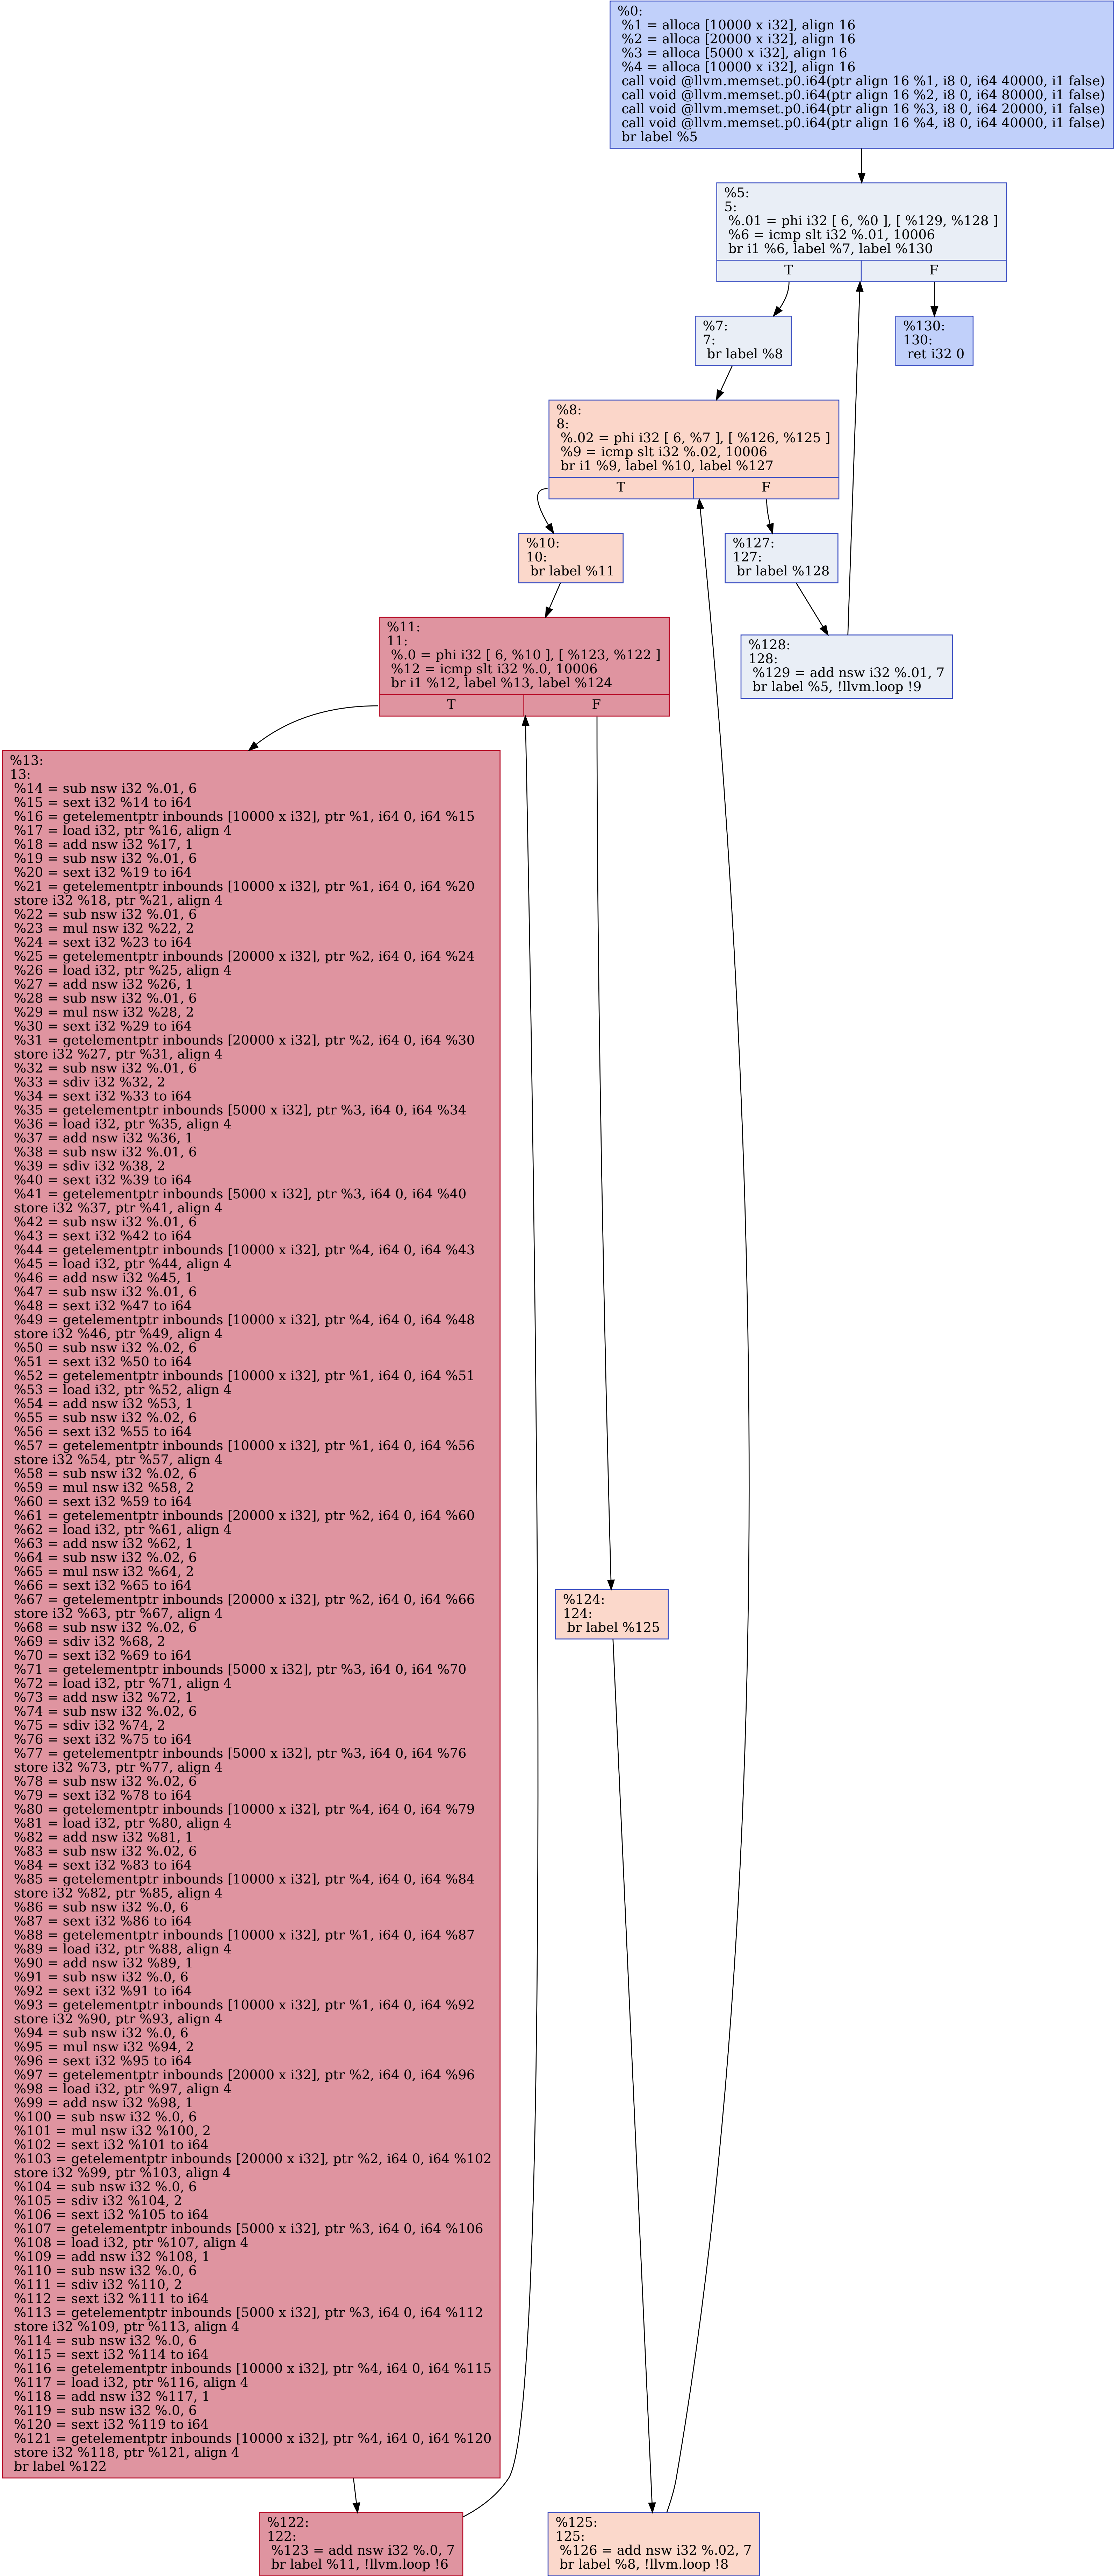 %0:
%1 = alloca [10000 x i32], align 16
%2 = alloca [20000 x i32], align 16
%3 = alloca [5000 x i32], align 16
%4 = alloca [10000 x i32], align 16
call void @llvm.memset.p0.i64(ptr align 16 %1, i8 0, i64 40000, i1 false)
call void @llvm.memset.p0.i64(ptr align 16 %2, i8 0, i64 80000, i1 false)
call void @llvm.memset.p0.i64(ptr align 16 %3, i8 0, i64 20000, i1 false)
call void @llvm.memset.p0.i64(ptr align 16 %4, i8 0, i64 40000, i1 false)
br label %5
%5:
5:
%.01 = phi i32 [ 6, %0 ], [ %129, %128 ]
%6 = icmp slt i32 %.01, 10006
br i1 %6, label %7, label %130
T
F
%7:
7:
br label %8
%130:
130:
ret i32 0
%8:
8:
%.02 = phi i32 [ 6, %7 ], [ %126, %125 ]
%9 = icmp slt i32 %.02, 10006
br i1 %9, label %10, label %127
T
F
%10:
10:
br label %11
%127:
127:
br label %128
%11:
11:
%.0 = phi i32 [ 6, %10 ], [ %123, %122 ]
%12 = icmp slt i32 %.0, 10006
br i1 %12, label %13, label %124
T
F
%128:
128:
%129 = add nsw i32 %.01, 7
br label %5, !llvm.loop !9
%13:
13:
%14 = sub nsw i32 %.01, 6
%15 = sext i32 %14 to i64
%16 = getelementptr inbounds [10000 x i32], ptr %1, i64 0, i64 %15
%17 = load i32, ptr %16, align 4
%18 = add nsw i32 %17, 1
%19 = sub nsw i32 %.01, 6
%20 = sext i32 %19 to i64
%21 = getelementptr inbounds [10000 x i32], ptr %1, i64 0, i64 %20
store i32 %18, ptr %21, align 4
%22 = sub nsw i32 %.01, 6
%23 = mul nsw i32 %22, 2
%24 = sext i32 %23 to i64
%25 = getelementptr inbounds [20000 x i32], ptr %2, i64 0, i64 %24
%26 = load i32, ptr %25, align 4
%27 = add nsw i32 %26, 1
%28 = sub nsw i32 %.01, 6
%29 = mul nsw i32 %28, 2
%30 = sext i32 %29 to i64
%31 = getelementptr inbounds [20000 x i32], ptr %2, i64 0, i64 %30
store i32 %27, ptr %31, align 4
%32 = sub nsw i32 %.01, 6
%33 = sdiv i32 %32, 2
%34 = sext i32 %33 to i64
%35 = getelementptr inbounds [5000 x i32], ptr %3, i64 0, i64 %34
%36 = load i32, ptr %35, align 4
%37 = add nsw i32 %36, 1
%38 = sub nsw i32 %.01, 6
%39 = sdiv i32 %38, 2
%40 = sext i32 %39 to i64
%41 = getelementptr inbounds [5000 x i32], ptr %3, i64 0, i64 %40
store i32 %37, ptr %41, align 4
%42 = sub nsw i32 %.01, 6
%43 = sext i32 %42 to i64
%44 = getelementptr inbounds [10000 x i32], ptr %4, i64 0, i64 %43
%45 = load i32, ptr %44, align 4
%46 = add nsw i32 %45, 1
%47 = sub nsw i32 %.01, 6
%48 = sext i32 %47 to i64
%49 = getelementptr inbounds [10000 x i32], ptr %4, i64 0, i64 %48
store i32 %46, ptr %49, align 4
%50 = sub nsw i32 %.02, 6
%51 = sext i32 %50 to i64
%52 = getelementptr inbounds [10000 x i32], ptr %1, i64 0, i64 %51
%53 = load i32, ptr %52, align 4
%54 = add nsw i32 %53, 1
%55 = sub nsw i32 %.02, 6
%56 = sext i32 %55 to i64
%57 = getelementptr inbounds [10000 x i32], ptr %1, i64 0, i64 %56
store i32 %54, ptr %57, align 4
%58 = sub nsw i32 %.02, 6
%59 = mul nsw i32 %58, 2
%60 = sext i32 %59 to i64
%61 = getelementptr inbounds [20000 x i32], ptr %2, i64 0, i64 %60
%62 = load i32, ptr %61, align 4
%63 = add nsw i32 %62, 1
%64 = sub nsw i32 %.02, 6
%65 = mul nsw i32 %64, 2
%66 = sext i32 %65 to i64
%67 = getelementptr inbounds [20000 x i32], ptr %2, i64 0, i64 %66
store i32 %63, ptr %67, align 4
%68 = sub nsw i32 %.02, 6
%69 = sdiv i32 %68, 2
%70 = sext i32 %69 to i64
%71 = getelementptr inbounds [5000 x i32], ptr %3, i64 0, i64 %70
%72 = load i32, ptr %71, align 4
%73 = add nsw i32 %72, 1
%74 = sub nsw i32 %.02, 6
%75 = sdiv i32 %74, 2
%76 = sext i32 %75 to i64
%77 = getelementptr inbounds [5000 x i32], ptr %3, i64 0, i64 %76
store i32 %73, ptr %77, align 4
%78 = sub nsw i32 %.02, 6
%79 = sext i32 %78 to i64
%80 = getelementptr inbounds [10000 x i32], ptr %4, i64 0, i64 %79
%81 = load i32, ptr %80, align 4
%82 = add nsw i32 %81, 1
%83 = sub nsw i32 %.02, 6
%84 = sext i32 %83 to i64
%85 = getelementptr inbounds [10000 x i32], ptr %4, i64 0, i64 %84
store i32 %82, ptr %85, align 4
%86 = sub nsw i32 %.0, 6
%87 = sext i32 %86 to i64
%88 = getelementptr inbounds [10000 x i32], ptr %1, i64 0, i64 %87
%89 = load i32, ptr %88, align 4
%90 = add nsw i32 %89, 1
%91 = sub nsw i32 %.0, 6
%92 = sext i32 %91 to i64
%93 = getelementptr inbounds [10000 x i32], ptr %1, i64 0, i64 %92
store i32 %90, ptr %93, align 4
%94 = sub nsw i32 %.0, 6
%95 = mul nsw i32 %94, 2
%96 = sext i32 %95 to i64
%97 = getelementptr inbounds [20000 x i32], ptr %2, i64 0, i64 %96
%98 = load i32, ptr %97, align 4
%99 = add nsw i32 %98, 1
%100 = sub nsw i32 %.0, 6
%101 = mul nsw i32 %100, 2
%102 = sext i32 %101 to i64
%103 = getelementptr inbounds [20000 x i32], ptr %2, i64 0, i64 %102
store i32 %99, ptr %103, align 4
%104 = sub nsw i32 %.0, 6
%105 = sdiv i32 %104, 2
%106 = sext i32 %105 to i64
%107 = getelementptr inbounds [5000 x i32], ptr %3, i64 0, i64 %106
%108 = load i32, ptr %107, align 4
%109 = add nsw i32 %108, 1
%110 = sub nsw i32 %.0, 6
%111 = sdiv i32 %110, 2
%112 = sext i32 %111 to i64
%113 = getelementptr inbounds [5000 x i32], ptr %3, i64 0, i64 %112
store i32 %109, ptr %113, align 4
%114 = sub nsw i32 %.0, 6
%115 = sext i32 %114 to i64
%116 = getelementptr inbounds [10000 x i32], ptr %4, i64 0, i64 %115
%117 = load i32, ptr %116, align 4
%118 = add nsw i32 %117, 1
%119 = sub nsw i32 %.0, 6
%120 = sext i32 %119 to i64
%121 = getelementptr inbounds [10000 x i32], ptr %4, i64 0, i64 %120
store i32 %118, ptr %121, align 4
br label %122
%124:
124:
br label %125
%122:
122:
%123 = add nsw i32 %.0, 7
br label %11, !llvm.loop !6
%125:
125:
%126 = add nsw i32 %.02, 7
br label %8, !llvm.loop !8